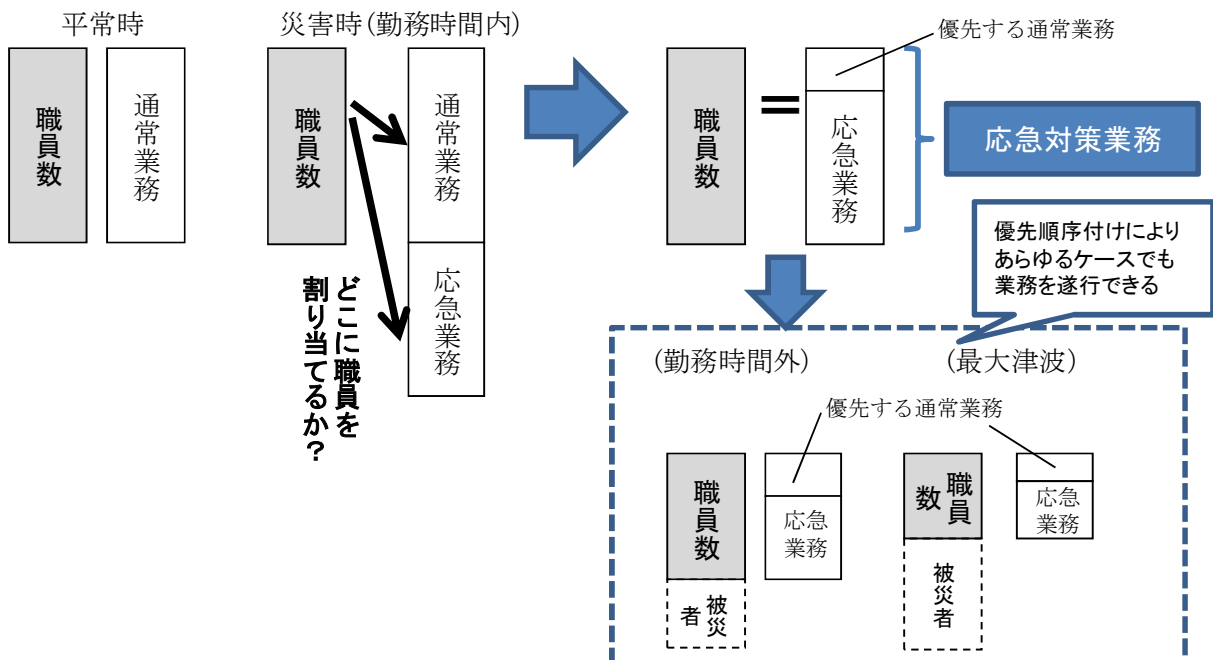 平常時
職員数
通常業務
災害時(勤務時間内)
職員数
通常業務
応急業務
どこに職員を
割り当てるか?
優先する通常業務
職員数
=
応急業務
応急対策業務
優先順序付けにより
あらゆるケースでも
業務を遂行できる
(勤務時間外)
(最大津波)
優先する通常業務
職員数
被災
者
応急
業務
職員
数
被災者
応急
業務